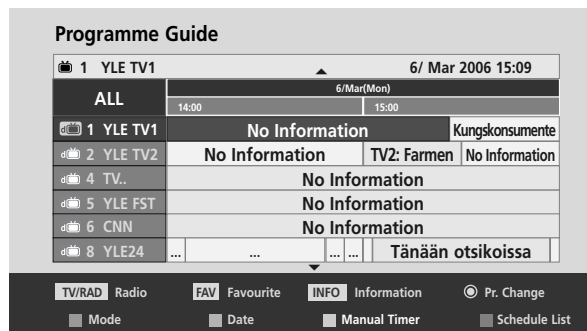 Programme Guide
1 YLE TV1 6/ Mar 2006 15:09
ALL 6/Mar(Mon)
14:00 15:00
d 1 YLE TV1 No Information Kungskonsumente
d 2 YLE TV2 No Information TV2: Farmen No Information
d 4 TV.. No Information
d 5 YLE FST No Information
d 6 CNN No Information
d 8 YLE24 ... ... ... ... Tänään otsikoissa
TV/RAD Radio FAV Favourite INFO Information Pr. Change
Mode Date Manual Timer Schedule List